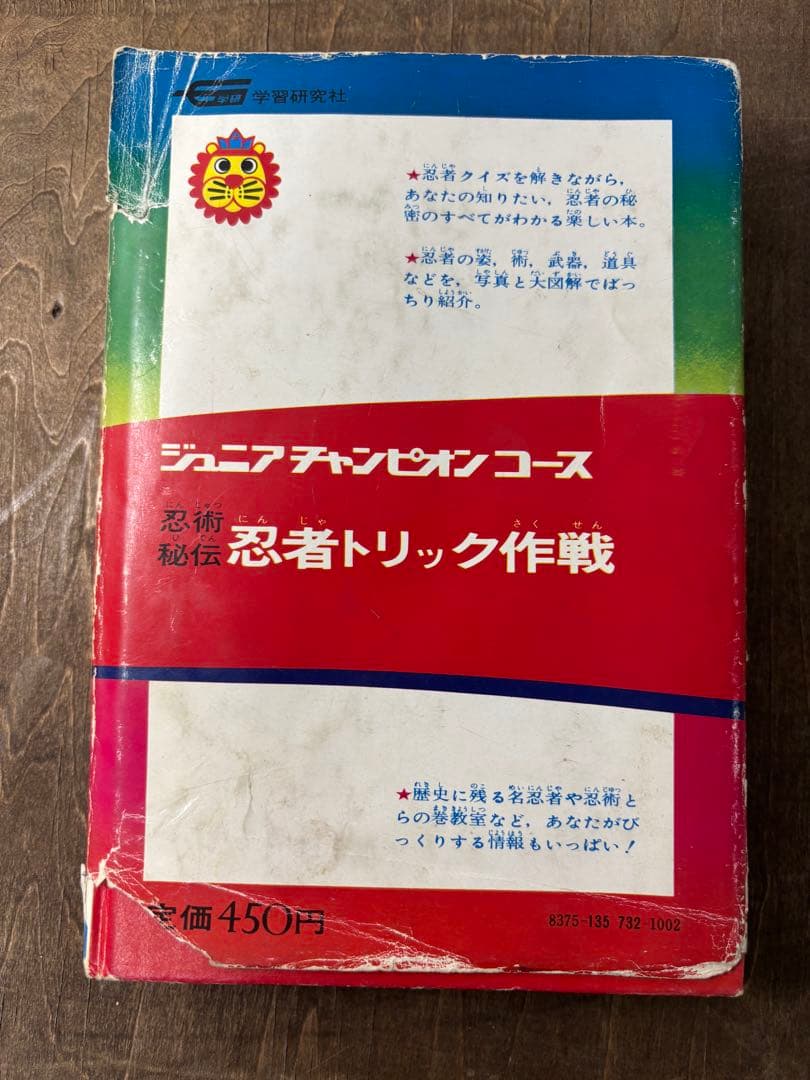 学研 学習研究社
★忍者クイズを解きながら，
あなたの知りたい，忍者の秘
密のすべてがわかる楽しい本。
★忍者の姿，術，武器，道具
などを，写真と大図解でばっ
ちり紹介。
ジュニアチャンピオンコース
忍術
秘伝 忍者トリック作戦
★歴史に残る名忍者や忍術と
らの巻教室など，あなたがび
っくりする情報もいっぱい！
定価450円
8375-135 732-1002